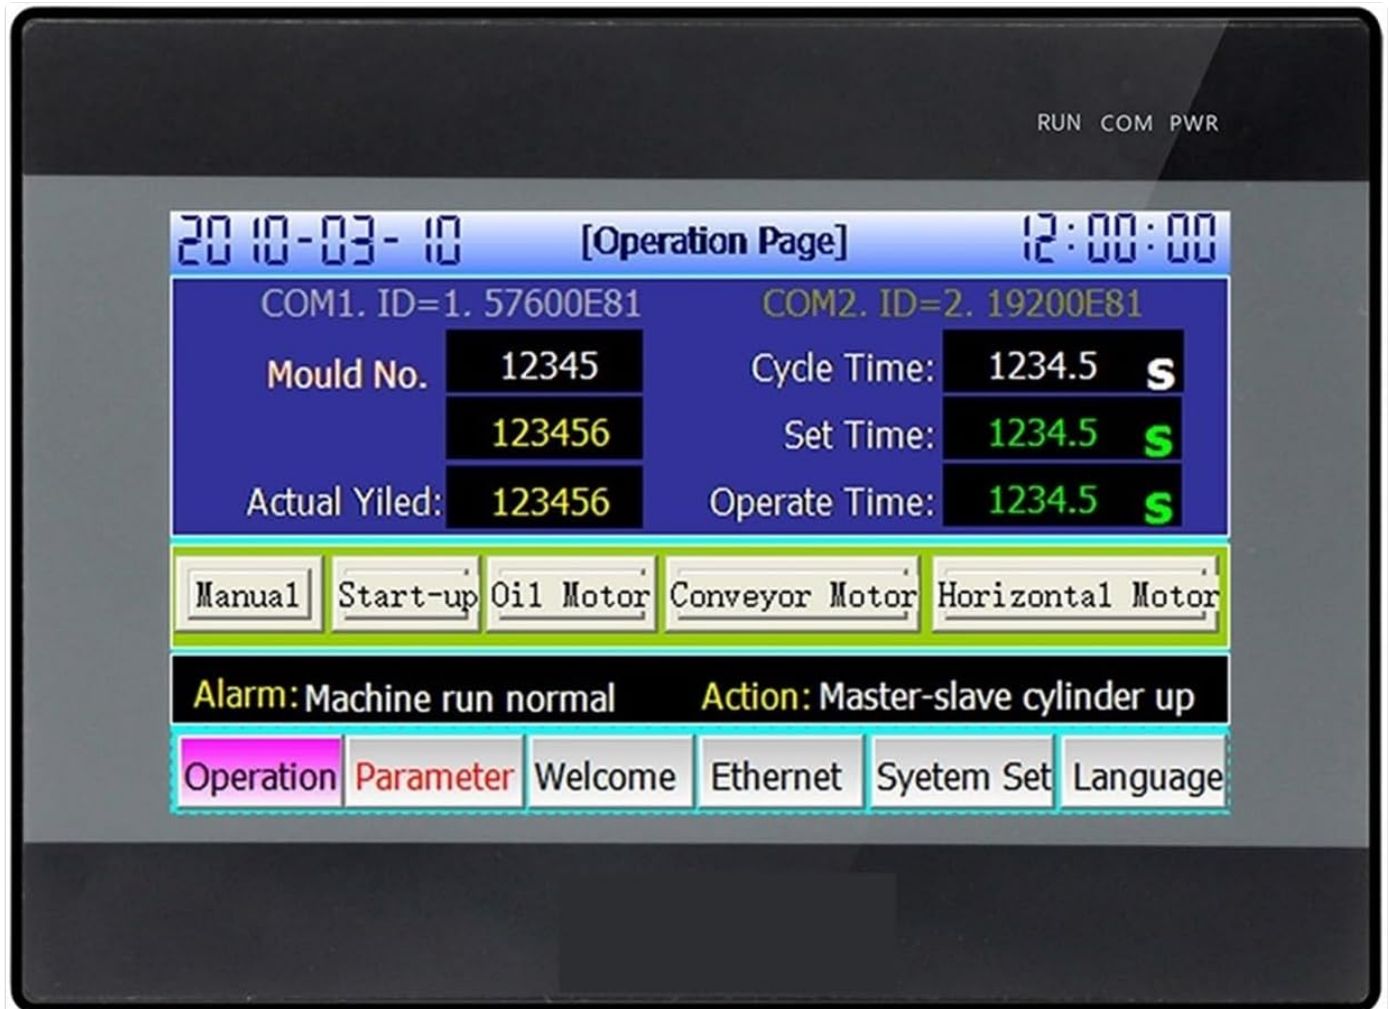 RUN COM PWR
2010-03-10 [Operation Page] 12:00:00
COM1. ID=1. 57600E81 COM2. ID=2. 19200E81
Mould No. 12345 Cycle Time: 1234.5 s
123456 Set Time: 1234.5 s
Actual Yiled: 123456 Operate Time: 1234.5 s
Manual Start-up Oil Motor Conveyor Motor Horizontal Motor
Alarm: Machine run normal Action: Master-slave cylinder up
Operation Parameter Welcome Ethernet Syetem Set Language